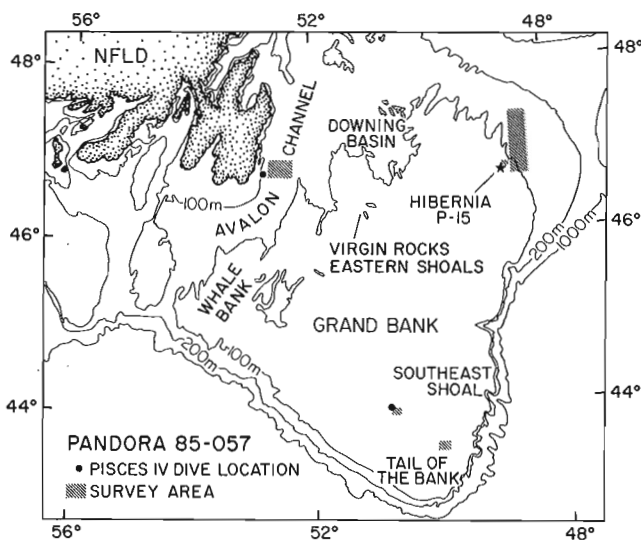 52°
48°
48°
48°
NFLD
CHANNEL
DOWNING
BASIN
HIBERNIA
P-15
100m
AVALON
46°
46°
200m
1000m
VIRGIN ROCKS
EASTERN SHOALS
WHALE
BANK
GRAND BANK
100m
200m
SOUTHEAST
SHOAL
44°
44°
PANDORA 85-057
• PISCES IV DIVE LOCATION
SURVEY AREA
TAIL OF
THE BANK
56°
52°
48°